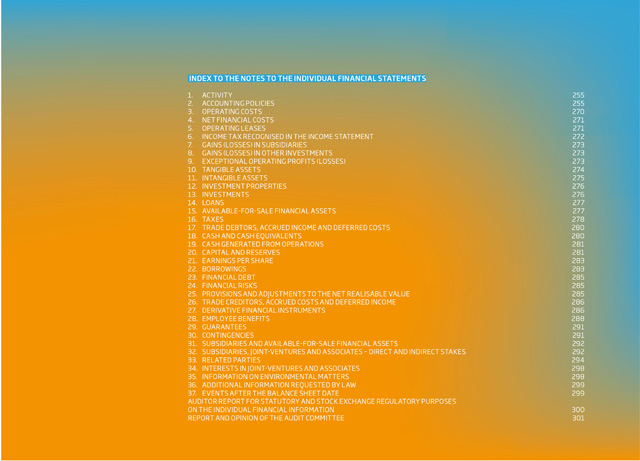 INDEX TO THE NOTES TO THE INDIVIDUAL FINANCIAL STATEMENTS
1. ACTIVITY 255
2. ACCOUNTING POLICIES 255
3. OPERATING COSTS 270
4. NET FINANCIAL COSTS 271
5. OPERATING LEASES 271
6. INCOME TAX RECOGNISED IN THE INCOME STATEMENT 272
7. GAINS (LOSSES) IN SUBSIDIARIES 273
8. GAINS (LOSSES) IN OTHER INVESTMENTS 273
9. EXCEPTIONAL OPERATING PROFITS (LOSSES) 273
10. TANGIBLE ASSETS 274
11. INTANGIBLE ASSETS 275
12. INVESTMENT PROPERTIES 276
13. INVESTMENTS 276
14. LOANS 277
15. AVAILABLE-FOR-SALE FINANCIAL ASSETS 277
16. TAXES 278
17. TRADE DEBTORS, ACCRUED INCOME AND DEFERRED COSTS 280
18. CASH AND CASH EQUIVALENTS 280
19. CASH GENERATED FROM OPERATIONS 281
20. CAPITAL AND RESERVES 281
21. EARNINGS PER SHARE 283
22. BORROWINGS 283
23. FINANCIAL DEBT 285
24. FINANCIAL RISKS 285
25. PROVISIONS AND ADJUSTMENTS TO THE NET REALISABLE VALUE 285
26. TRADE CREDITORS, ACCRUED COSTS AND DEFERRED INCOME 286
27. DERIVATIVE FINANCIAL INSTRUMENTS 286
28. EMPLOYEE BENEFITS 288
29. GUARANTEES 291
30. CONTINGENCIES 291
31. SUBSIDIARIES AND AVAILABLE-FOR-SALE FINANCIAL ASSETS 292
32. SUBSIDIARIES, JOINT-VENTURES AND ASSOCIATES – DIRECT AND INDIRECT STAKES 292
33. RELATED PARTIES 294
34. INTERESTS IN JOINT-VENTURES AND ASSOCIATES 298
35. INFORMATION ON ENVIRONMENTAL MATTERS 298
36. ADDITIONAL INFORMATION REQUESTED BY LAW 299
37. EVENTS AFTER THE BALANCE SHEET DATE 299
AUDITOR REPORT FOR STATUTORY AND STOCK EXCHANGE REGULATORY PURPOSES
ON THE INDIVIDUAL FINANCIAL INFORMATION 300
REPORT AND OPINION OF THE AUDIT COMMITTEE 301